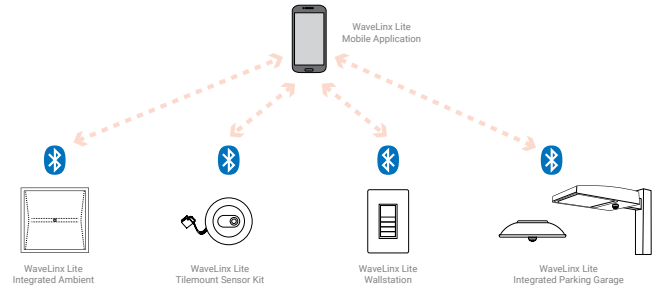 WaveLinx Lite
Mobile Application
WaveLinx Lite
Integrated Ambient
WaveLinx Lite
Tilemount Sensor Kit
WaveLinx Lite
Wallstation
WaveLinx Lite
Integrated Parking Garage